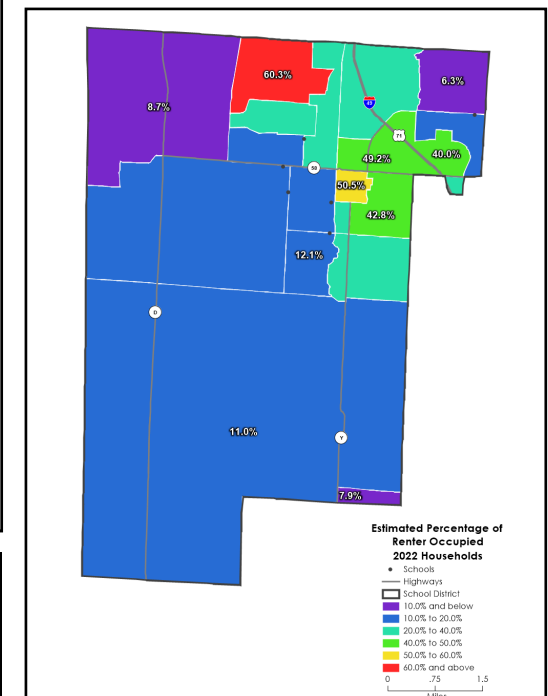 60.3%
6.3%
8.7%
49
71
40.0%
49.2%
58
50.5%
42.8%
12.1%
D
11.0%
Y
7.9%
Estimated Percentage of
Renter Occupied
2022 Households
Schools
Highways
School District
10.0% and below
10.0% to 20.0%
20.0% to 40.0%
40.0% to 50.0%
50.0% to 60.0%
60.0% and above
0 .75 1.5
Miles